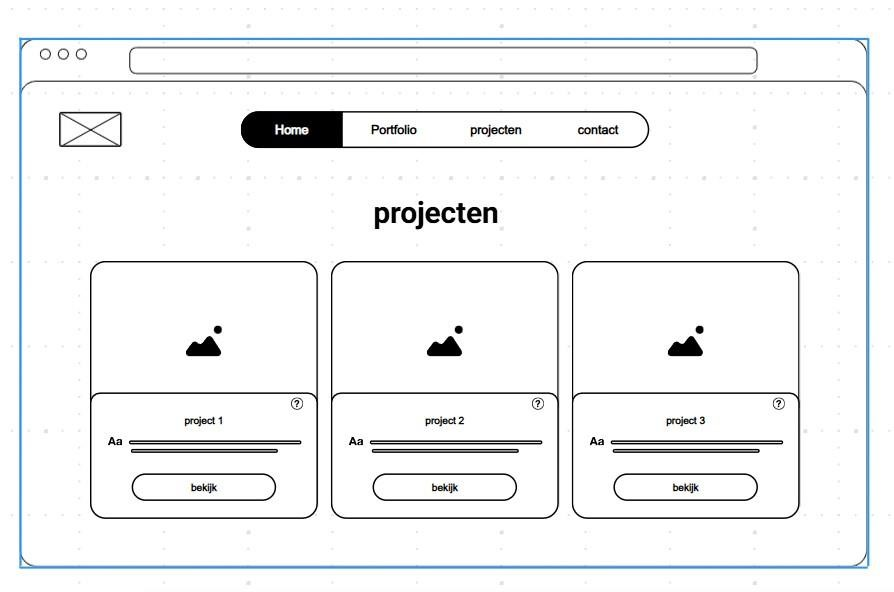 Home Portfolio projecten contact
projecten
? ? ?
project 1 project 2 project 3
Aa Aa Aa
bekijk bekijk bekijk